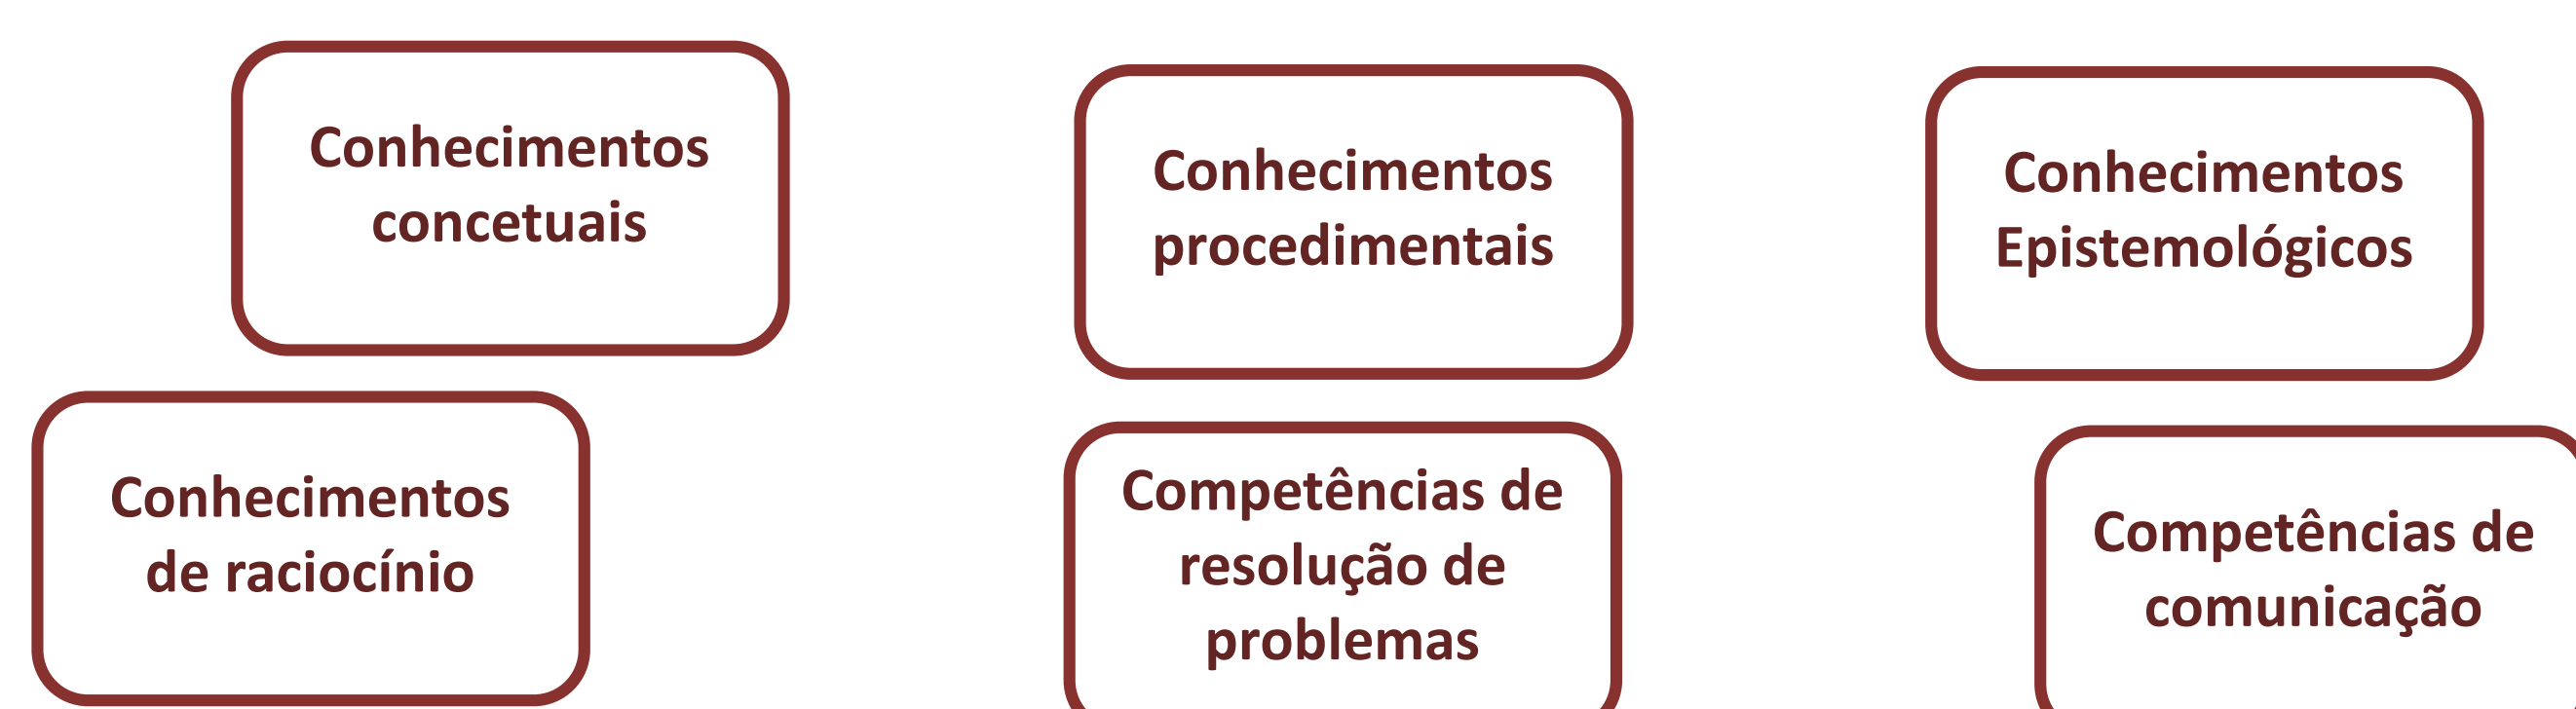 Conhecimentos
concetuais
Conhecimentos
procedimentais
Conhecimentos
Epistemológicos
Conhecimentos
de raciocínio
Competências de
resolução de
problemas
Competências de
comunicação